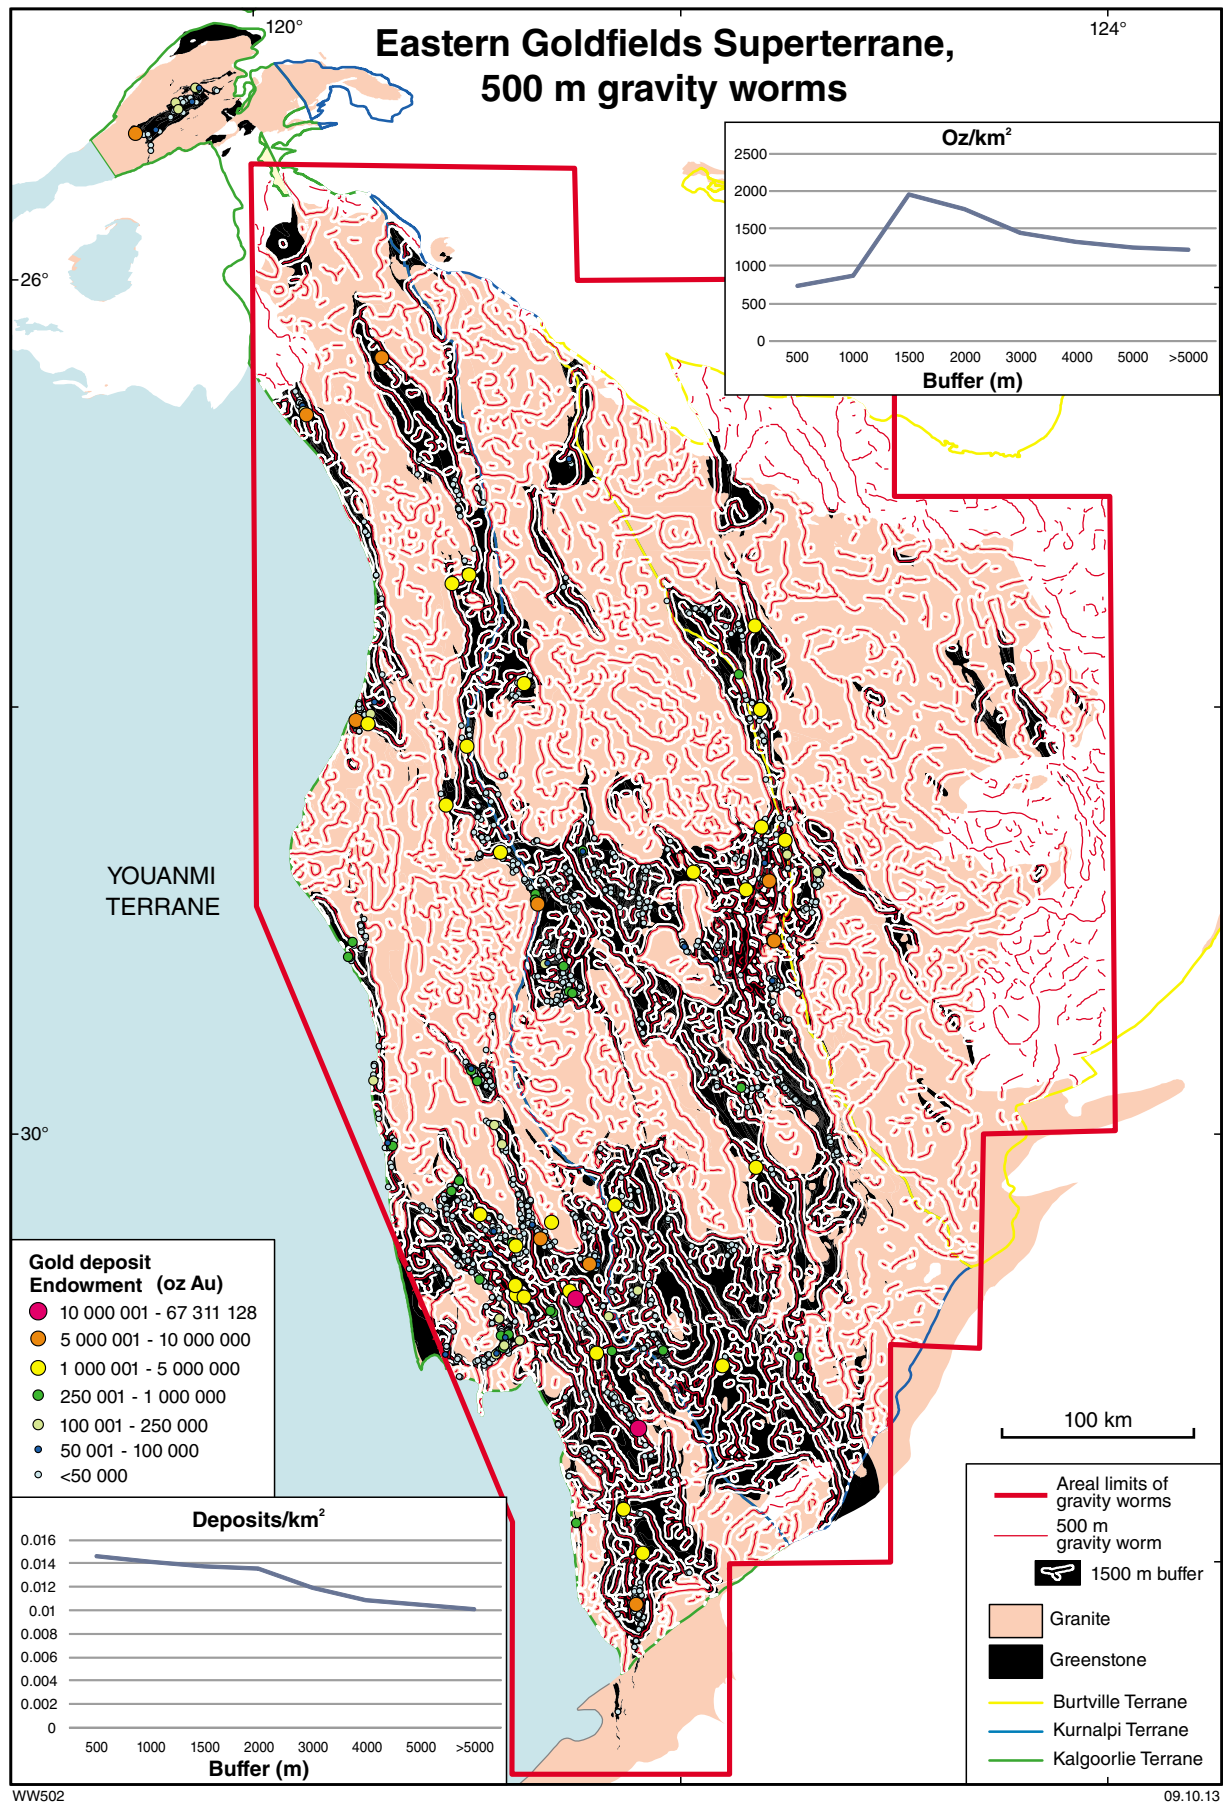 120°
124°
Eastern Goldfields Superterrane,
500 m gravity worms
Oz/km²
2500
2000
1500
1000
500
0
500 1000 1500 2000 3000 4000 5000 >5000
Buffer (m)
26°
YOUANMI
TERRANE
30°
Gold deposit
Endowment (oz Au)
10 000 001 - 67 311 128
5 000 001 - 10 000 000
1 000 001 - 5 000 000
250 001 - 1 000 000
100 001 - 250 000
50 001 - 100 000
<50 000
100 km
Areal limits of
gravity worms
500 m
gravity worm
1500 m buffer
Granite
Greenstone
Burtville Terrane
Kurnalpi Terrane
Kalgoorlie Terrane
Deposits/km²
0.016
0.014
0.012
0.01
0.008
0.006
0.004
0.002
0
500 1000 1500 2000 3000 4000 5000 >5000
Buffer (m)
WW502
09.10.13